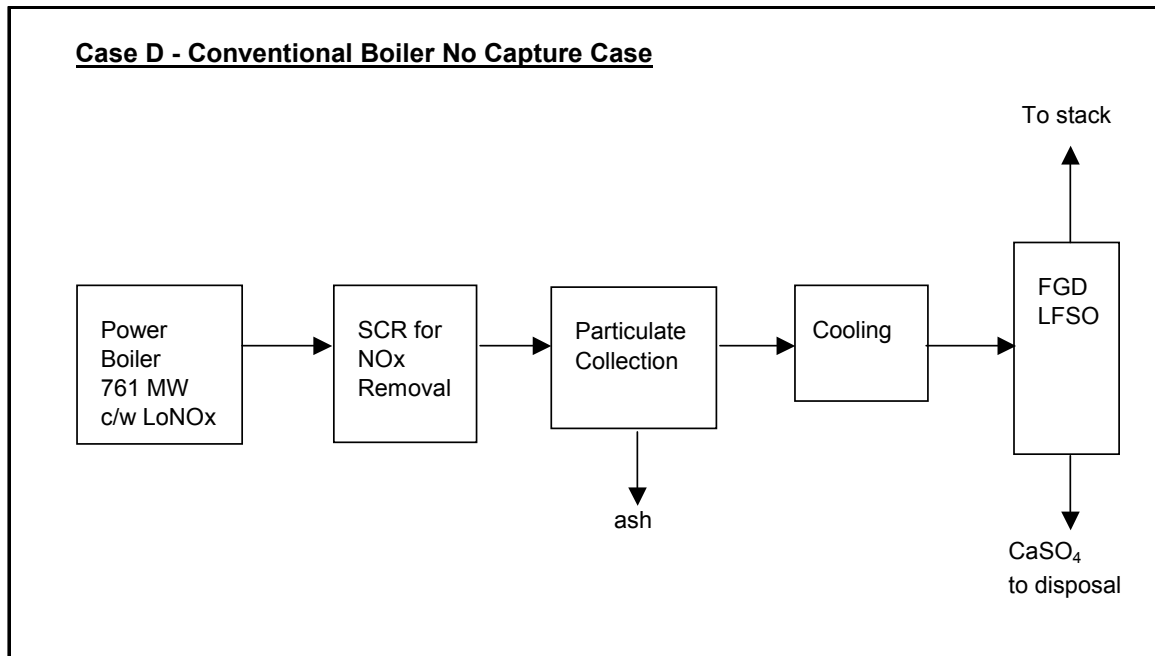 Case D - Conventional Boiler No Capture Case
To stack
Power
Boiler
761 MW
c/w LoNOx
SCR for
NOx
Removal
Particulate
Collection
Cooling
FGD
LFSO
ash
CaSO₄
to disposal